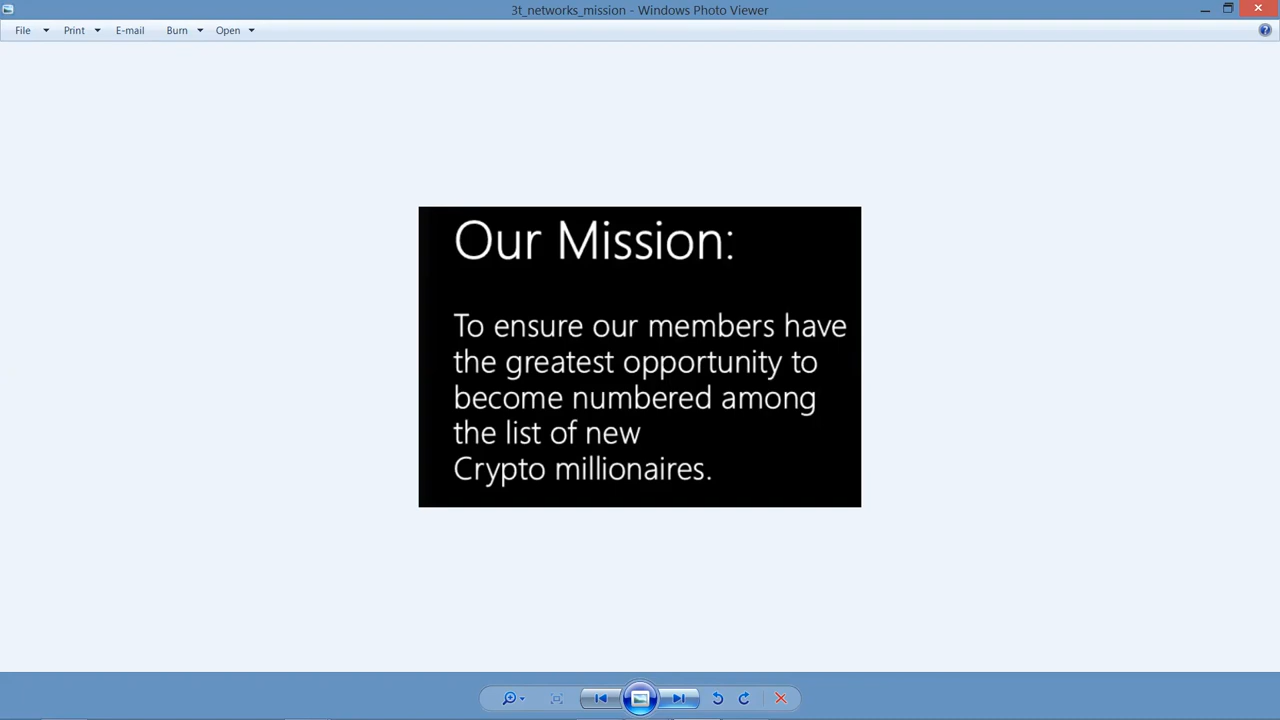 3t_networks_mission - Windows Photo Viewer
File Print E-mail Burn Open
Our Mission:
To ensure our members have
the greatest opportunity to
become numbered among
the list of new
Crypto millionaires.